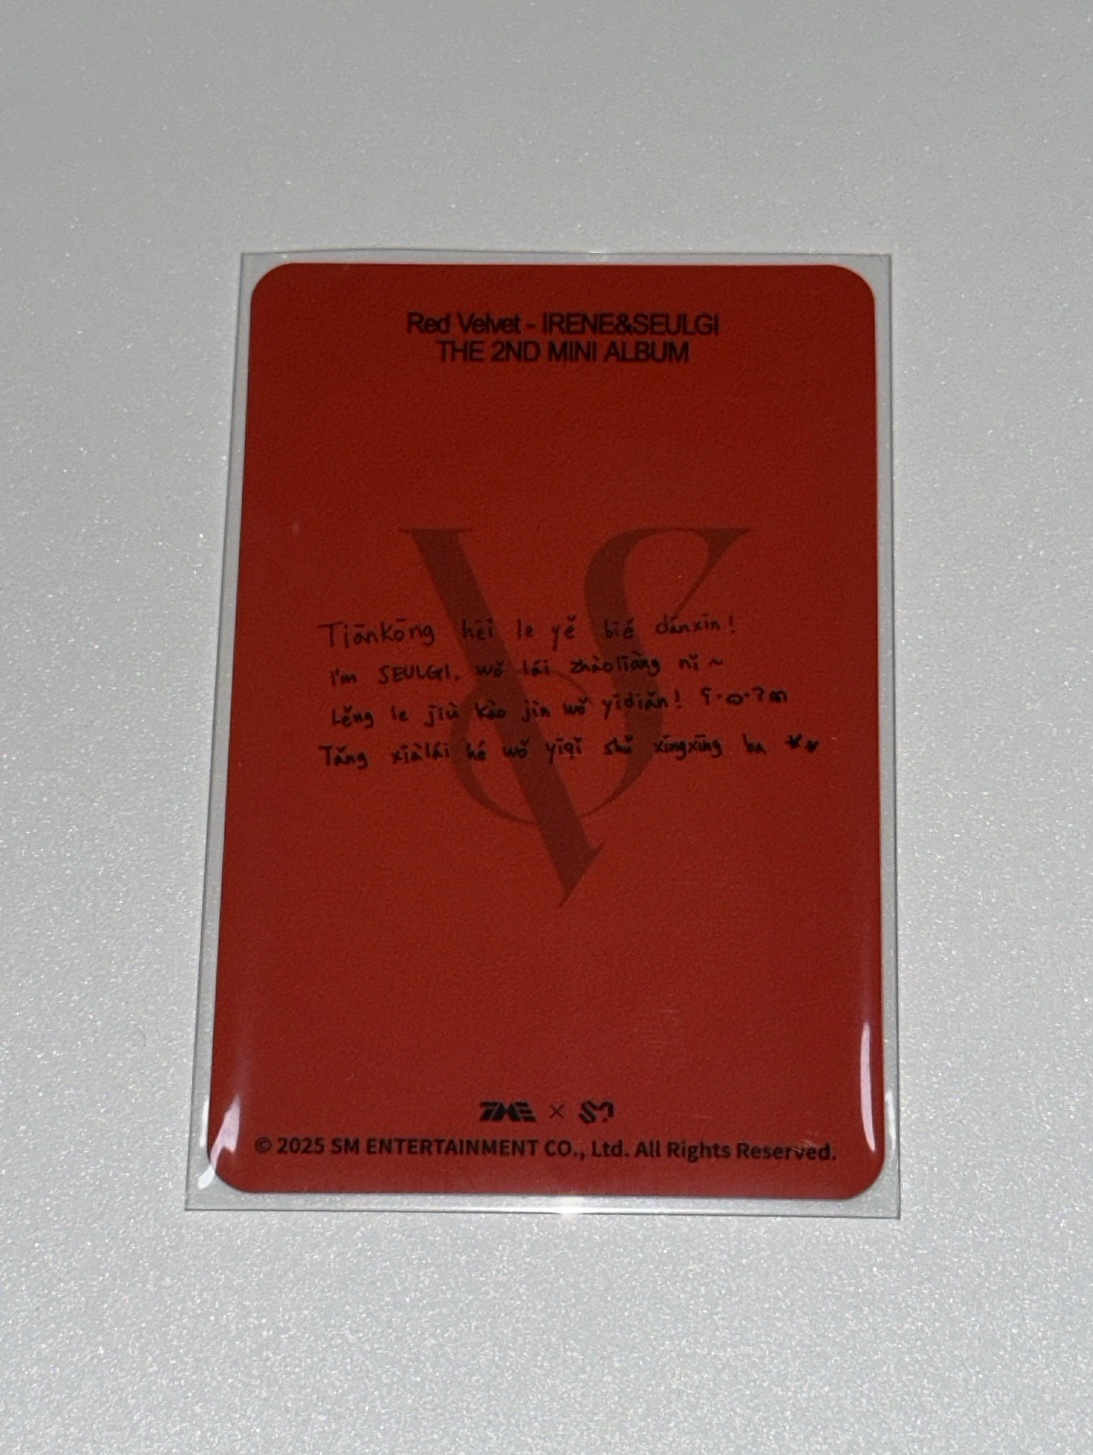 Red Velvet - IRENE&SEULGI
THE 2ND MINI ALBUM
Tiānkōng hēi le yě bié dānxīn!
i'm SEULGI, wǒ lái zhàoliàng nǐ ~
Lěng le jiù kào jìn wǒ yīdiǎn!
Tǎng xiàlái hé wǒ yīqǐ shǔ xīngxīng ba
TME × SM
© 2025 SM ENTERTAINMENT CO., Ltd. All Rights Reserved.